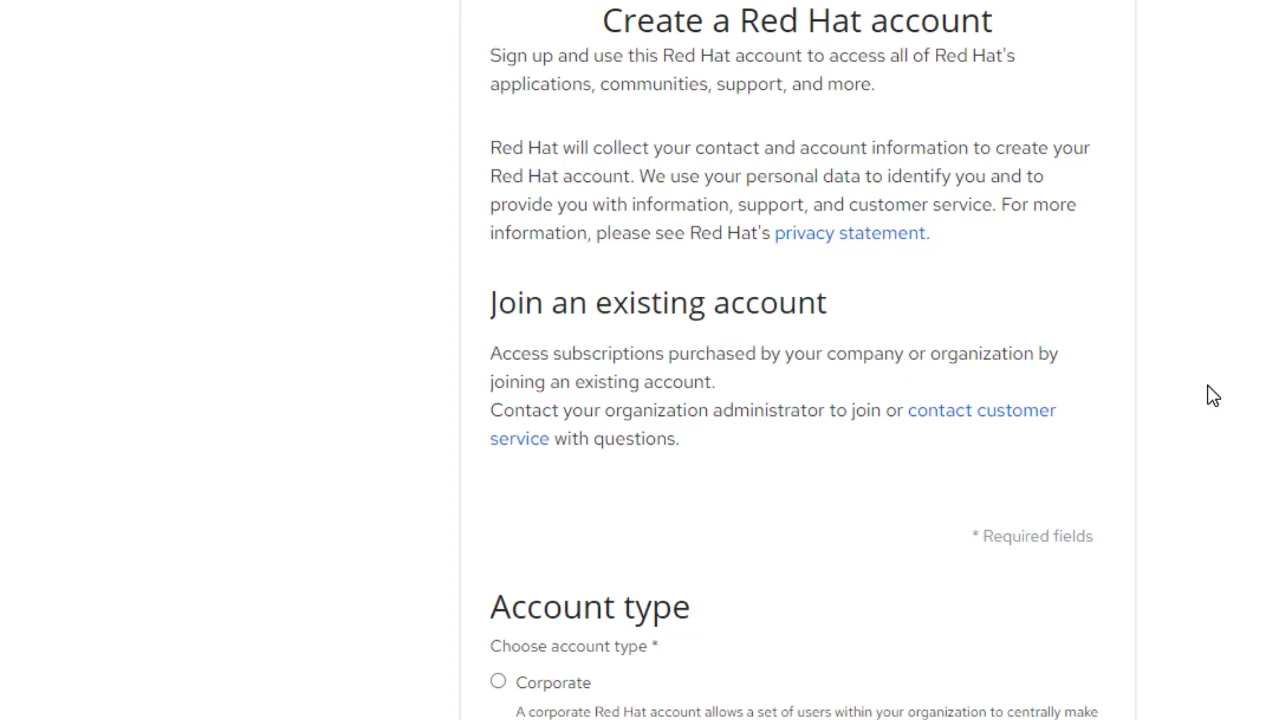 Create a Red Hat account
Sign up and use this Red Hat account to access all of Red Hat's
applications, communities, support, and more.
Red Hat will collect your contact and account information to create your
Red Hat account. We use your personal data to identify you and to
provide you with information, support, and customer service. For more
information, please see Red Hat's privacy statement.
Join an existing account
Access subscriptions purchased by your company or organization by
joining an existing account.
Contact your organization administrator to join or contact customer
service with questions.
* Required fields
Account type
Choose account type *
Corporate
A corporate Red Hat account allows a set of users within your organization to centrally make